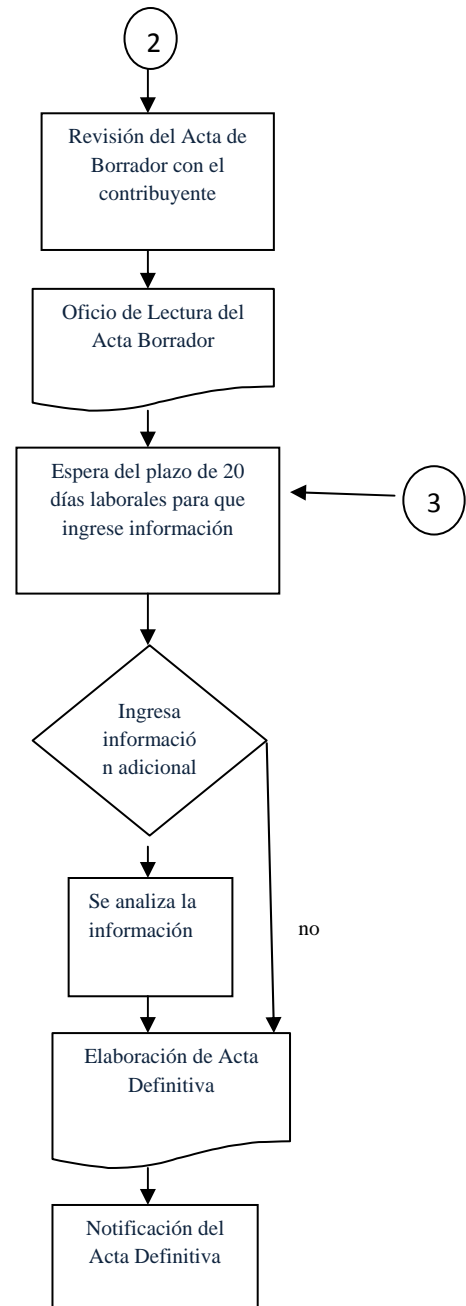 2
Revisión del Acta de
Borrador con el
contribuyente
Oficio de Lectura del
Acta Borrador
Espera del plazo de 20
días laborales para que
ingrese información
3
Ingresa
informació
n adicional
Se analiza la
información
no
Elaboración de Acta
Definitiva
Notificación del
Acta Definitiva